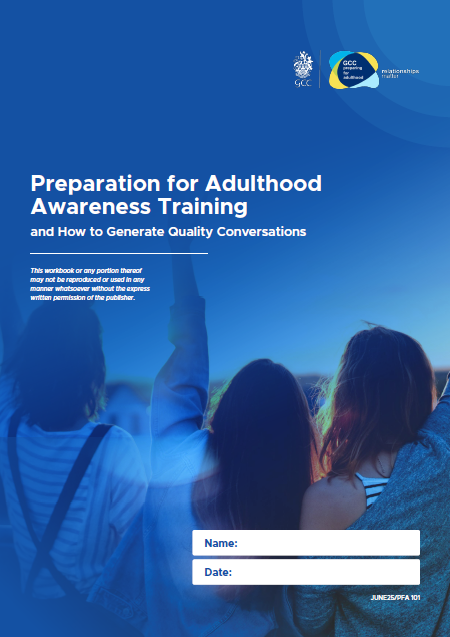 GCC
GCC
preparing
for
adulthood
relationships
matter
Preparation for Adulthood
Awareness Training
and How to Generate Quality Conversations
This workbook or any portion thereof
may not be reproduced or used in any
manner whatsoever without the express
written permission of the publisher.
Name:
Date:
JUNE25/PFA 101